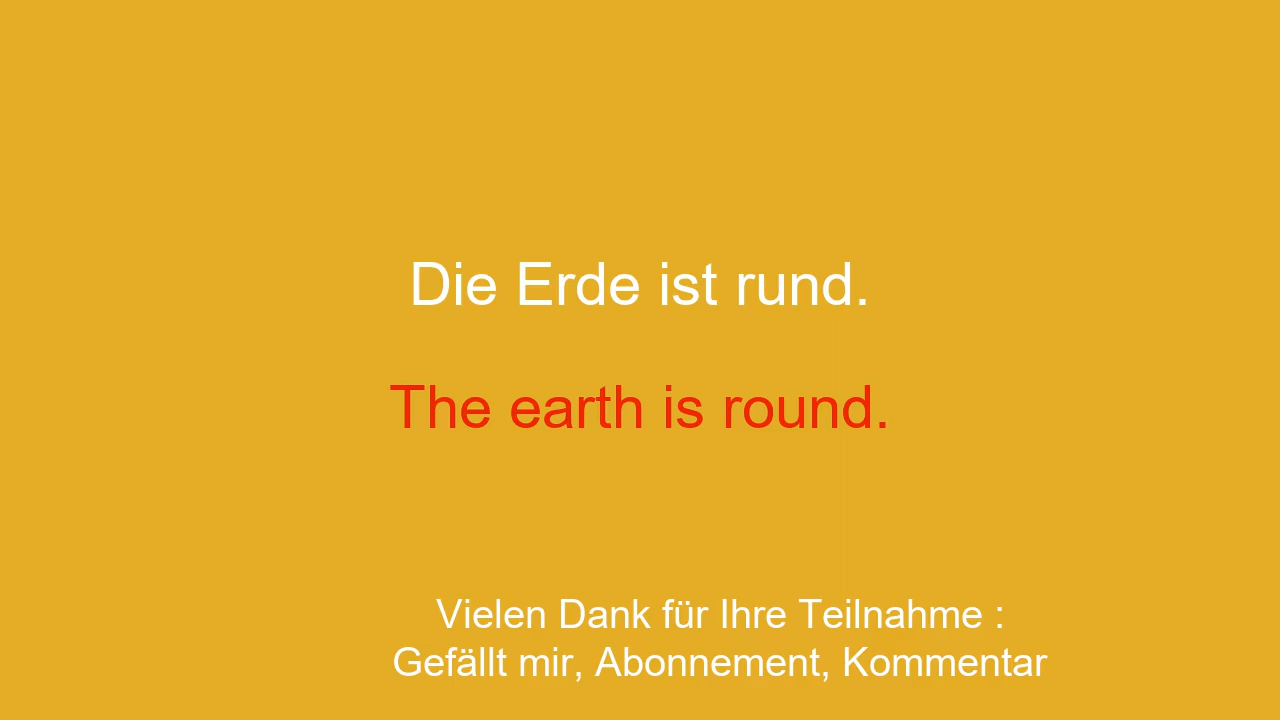 Die Erde ist rund.
The earth is round.
Vielen Dank für Ihre Teilnahme :
Gefällt mir, Abonnement, Kommentar